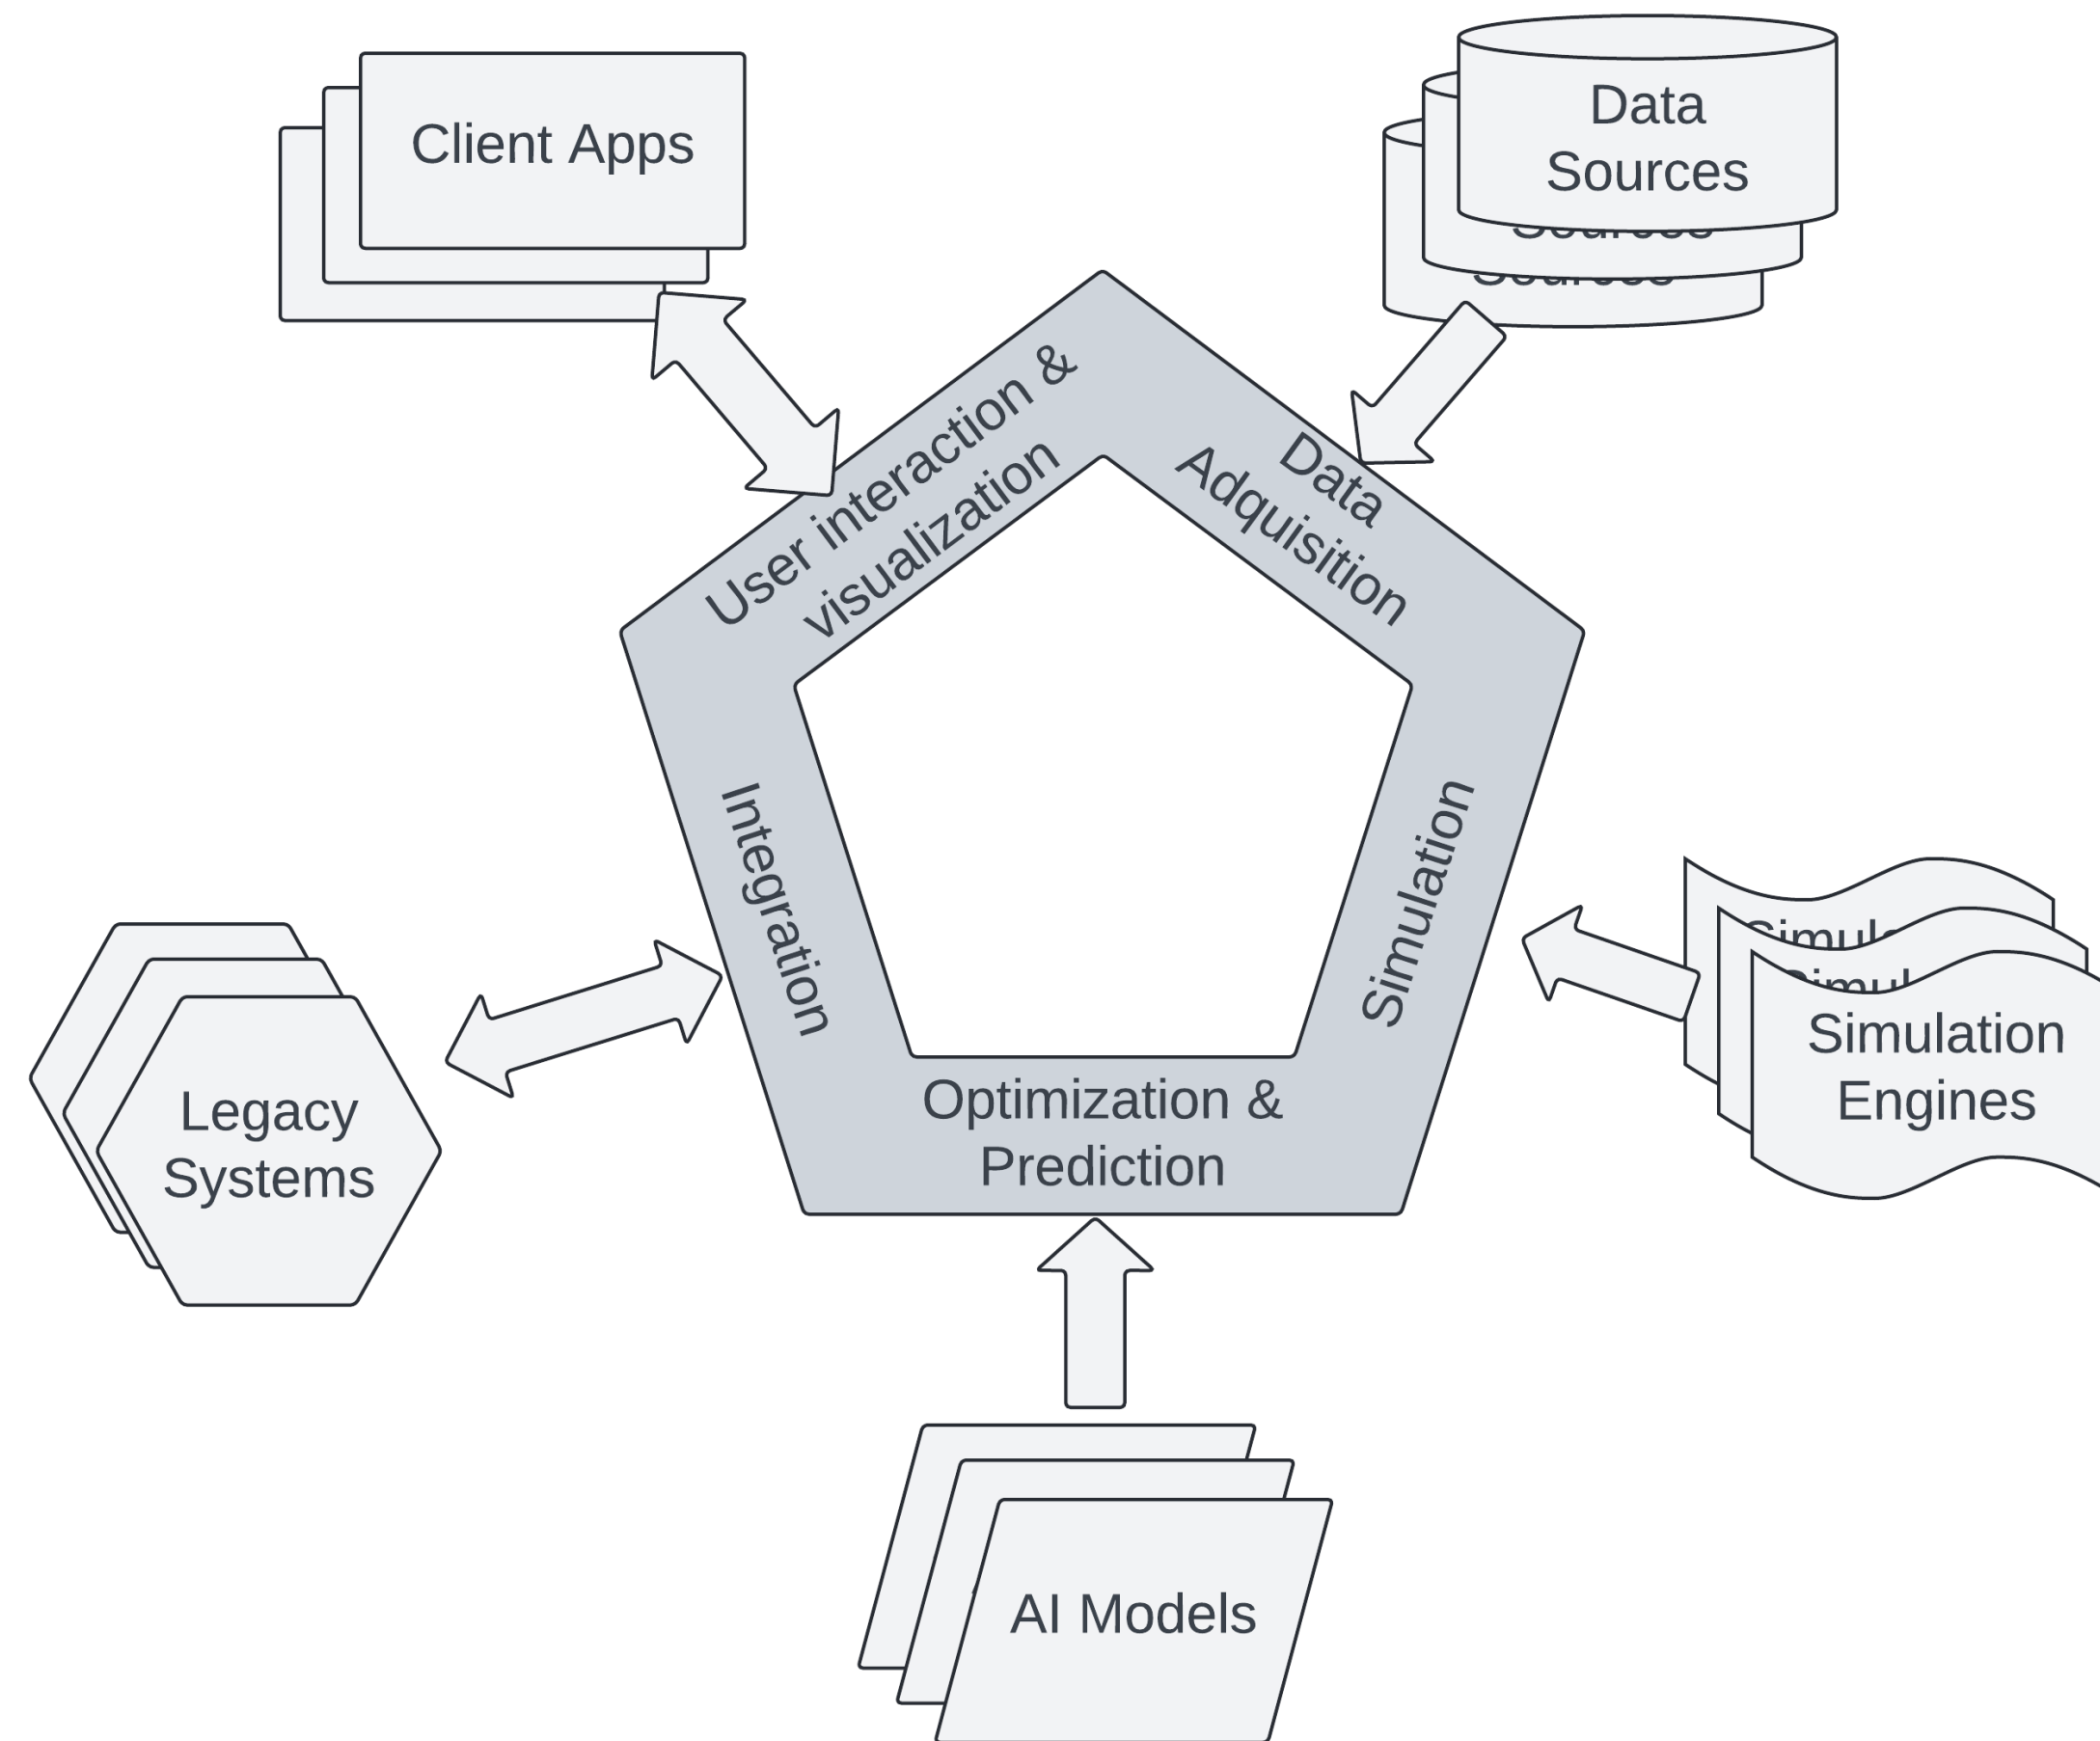 Client Apps
Data
Sources
User interaction &
visualization
Data
Adquisition
Integration
Simulation
Simulation
Engines
Legacy
Systems
Optimization &
Prediction
AI Models